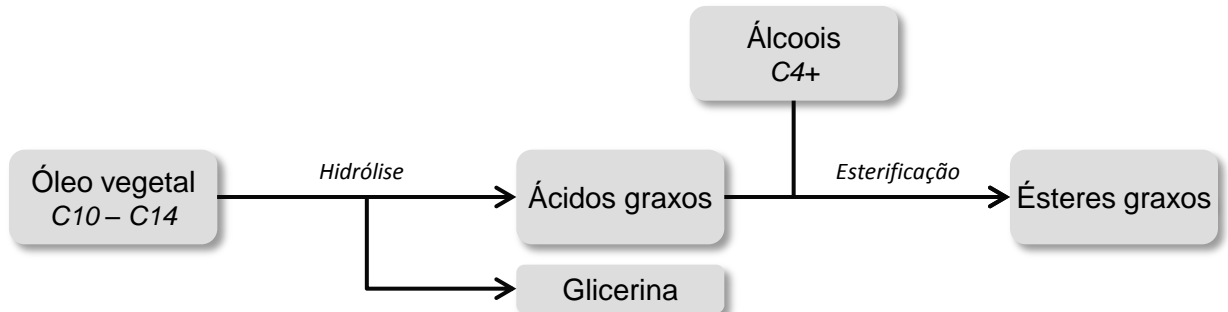 Álcoois
C4+
Óleo vegetal
C10 – C14
Hidrólise
Ácidos graxos
Esterificação
Ésteres graxos
Glicerina